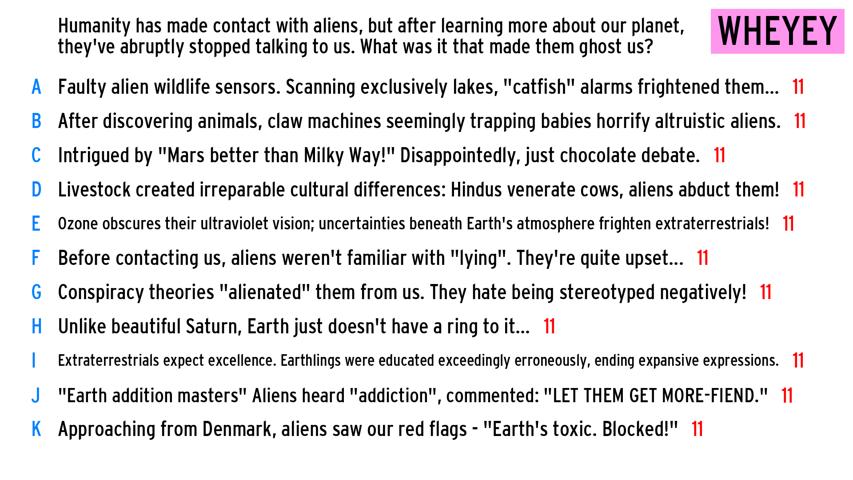 Humanity has made contact with aliens, but after learning more about our planet,
they've abruptly stopped talking to us. What was it that made them ghost us?
WHEYEY
A Faulty alien wildlife sensors. Scanning exclusively lakes, "catfish" alarms frightened them... 11
B After discovering animals, claw machines seemingly trapping babies horrify altruistic aliens. 11
C Intrigued by "Mars better than Milky Way!" Disappointedly, just chocolate debate. 11
D Livestock created irreparable cultural differences: Hindus venerate cows, aliens abduct them! 11
E Ozone obscures their ultraviolet vision; uncertainties beneath Earth's atmosphere frighten extraterrestrials! 11
F Before contacting us, aliens weren't familiar with "lying". They're quite upset... 11
G Conspiracy theories "alienated" them from us. They hate being stereotyped negatively! 11
H Unlike beautiful Saturn, Earth just doesn't have a ring to it... 11
I Extraterrestrials expect excellence. Earthlings were educated exceedingly erroneously, ending expansive expressions. 11
J "Earth addition masters" Aliens heard "addiction", commented: "LET THEM GET MORE-FIEND." 11
K Approaching from Denmark, aliens saw our red flags - "Earth's toxic. Blocked!" 11